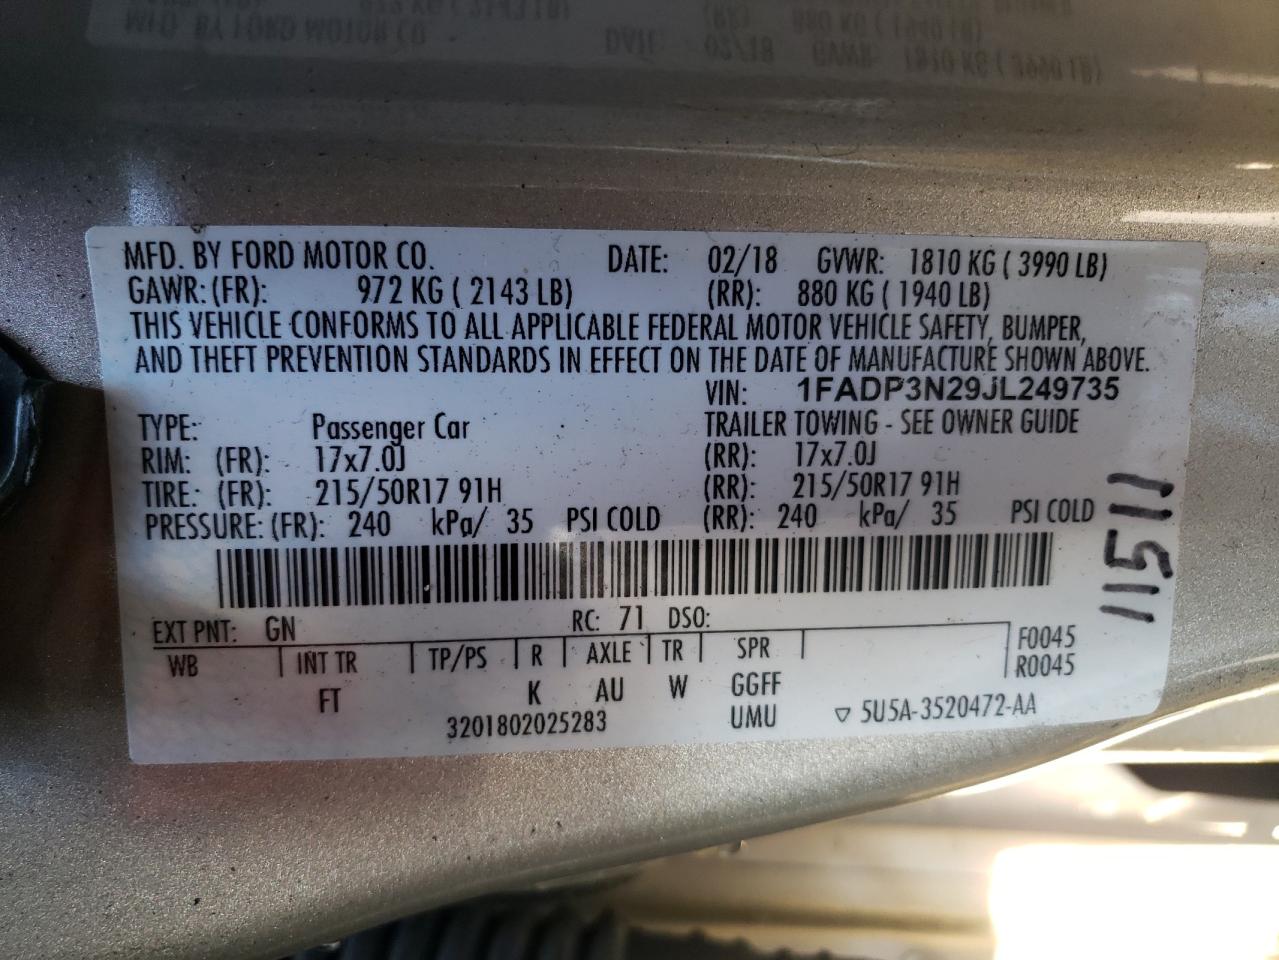 MFD. BY FORD MOTOR CO. DATE: 02/18 GVWR: 1810 KG ( 3990 LB)
GAWR: (FR): 972 KG ( 2143 LB) (RR): 880 KG ( 1940 LB)
THIS VEHICLE CONFORMS TO ALL APPLICABLE FEDERAL MOTOR VEHICLE SAFETY, BUMPER,
AND THEFT PREVENTION STANDARDS IN EFFECT ON THE DATE OF MANUFACTURE SHOWN ABOVE.
VIN: 1FADP3N29JL249735
TYPE: Passenger Car TRAILER TOWING - SEE OWNER GUIDE
RIM: (FR): 17x7.0J (RR): 17x7.0J
TIRE: (FR): 215/50R17 91H (RR): 215/50R17 91H
PRESSURE: (FR): 240 kPa/ 35 PSI COLD (RR): 240 kPa/ 35 PSI COLD
11511
EXT PNT: GN RC: 71 DSO:
WB INT TR TP/PS R AXLE TR SPR F0045
R0045
FT K AU W GGFF
3201802025283 UMU ▽ 5U5A-3520472-AA